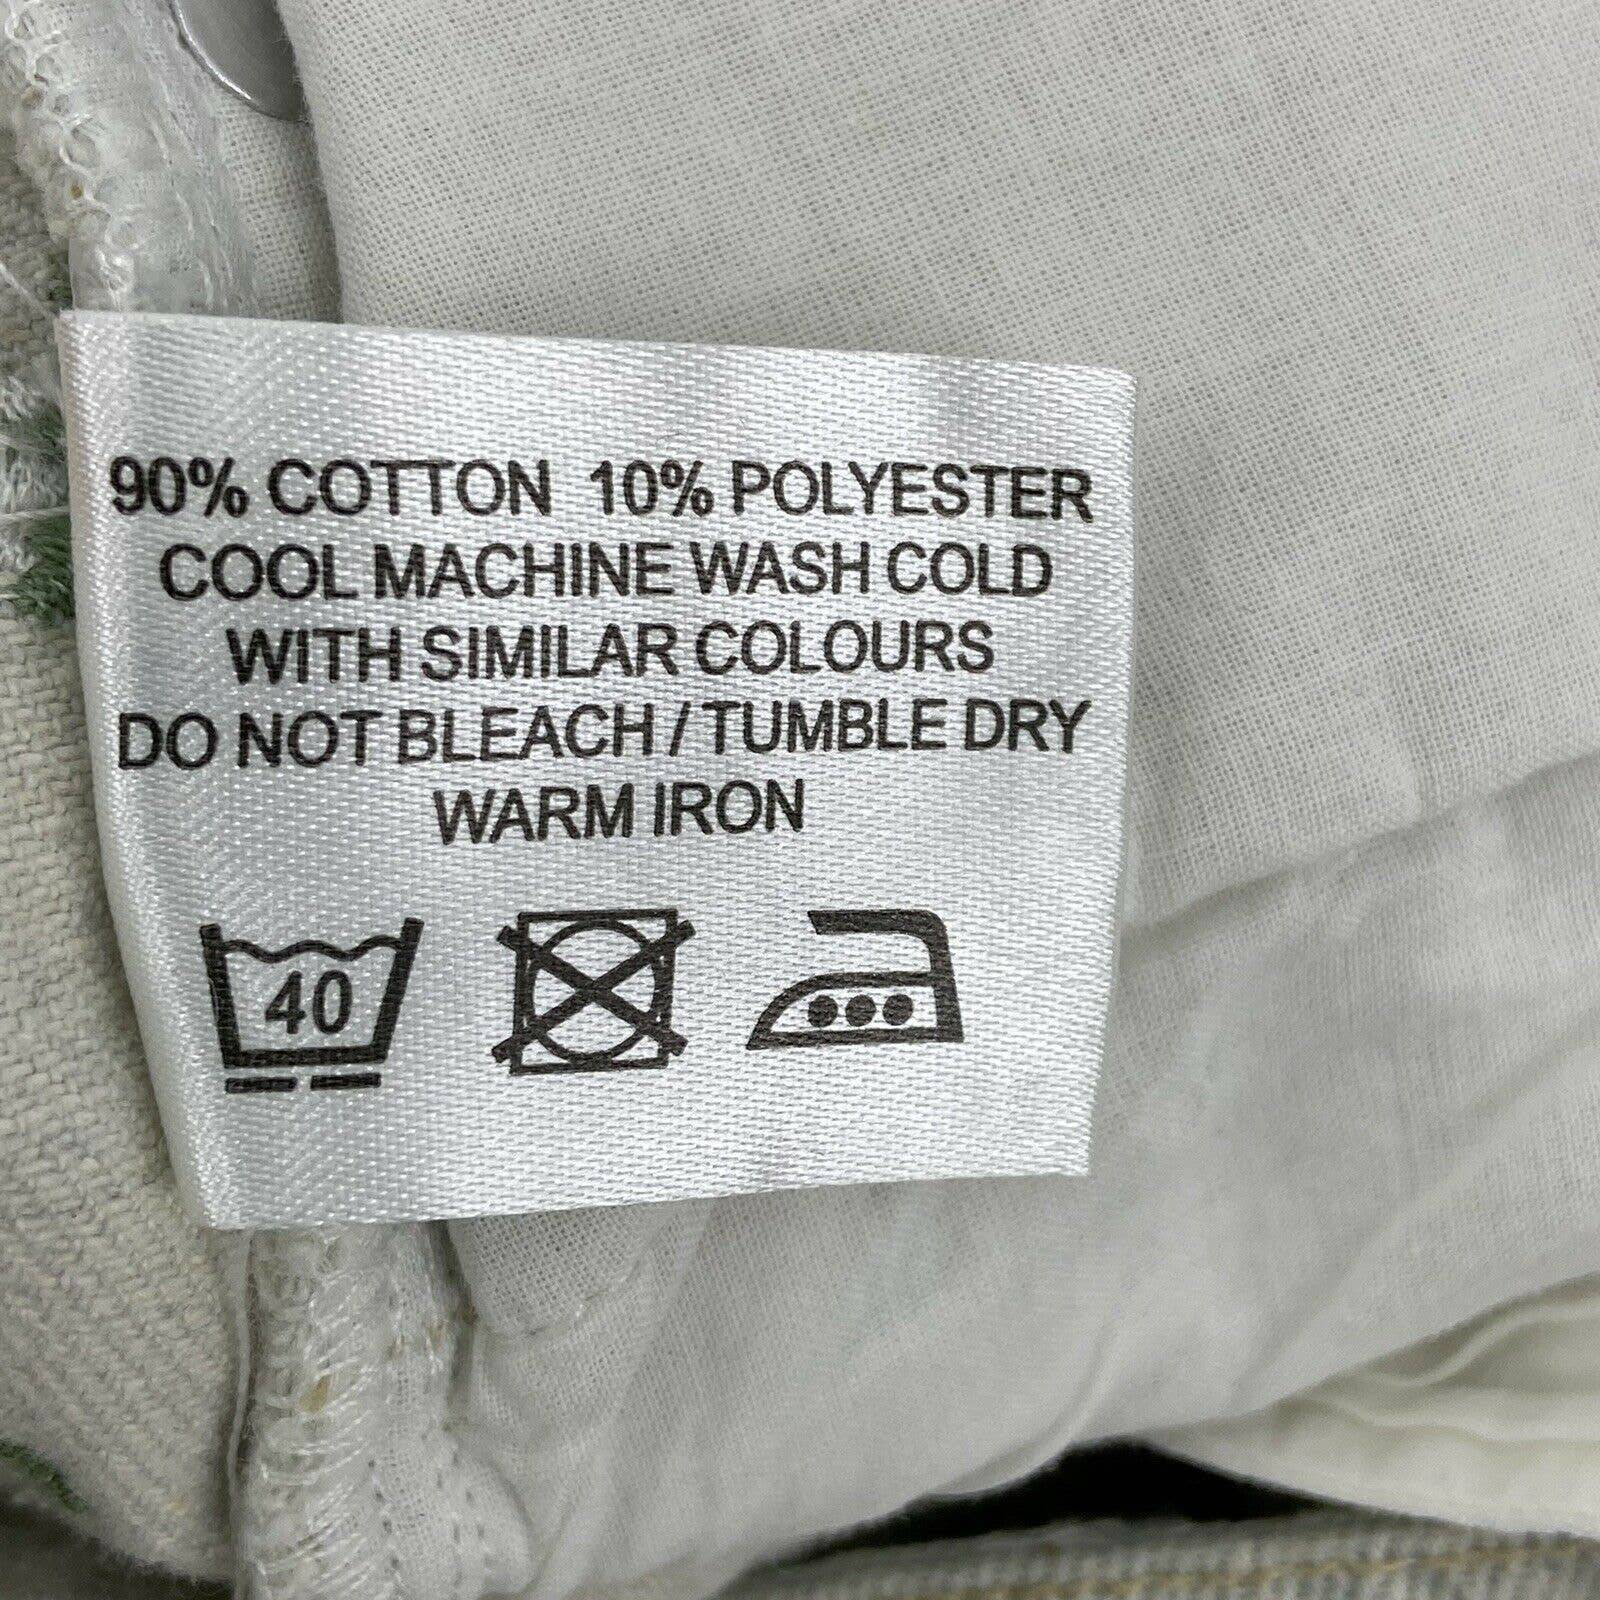 90% COTTON 10% POLYESTER
COOL MACHINE WASH COLD
WITH SIMILAR COLOURS
DO NOT BLEACH / TUMBLE DRY
WARM IRON
40